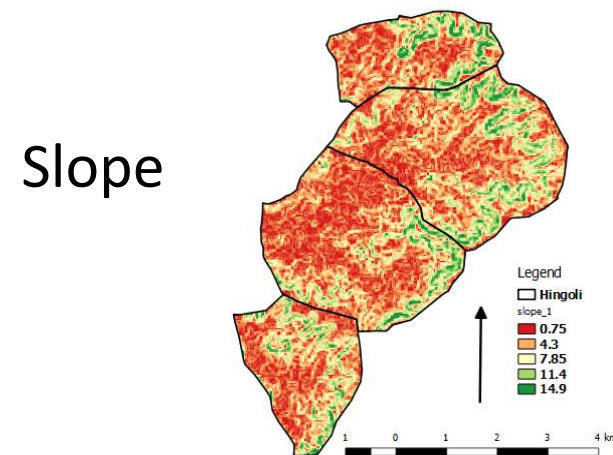 Slope
Legend
Hingoli
slope_1
0.75
4.3
7.85
11.4
14.9
1 0 1 2 3 4 km